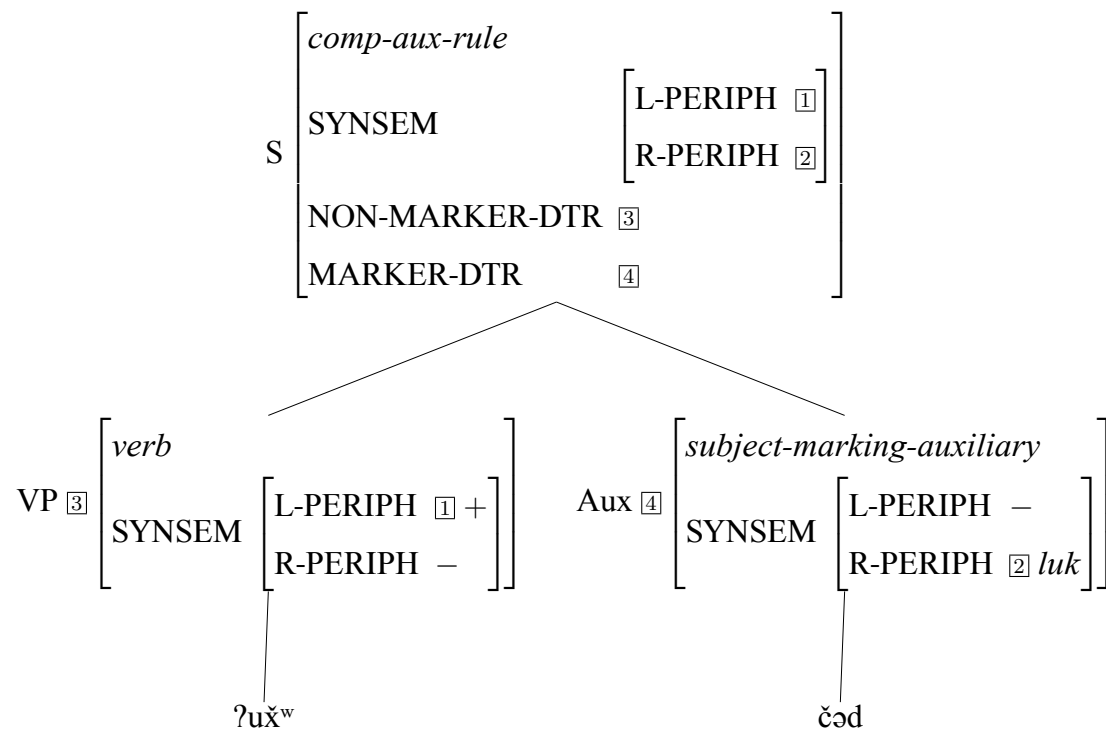 comp-aux-rule
S SYNSEM L-PERIPH 1
R-PERIPH 2
NON-MARKER-DTR 3
MARKER-DTR 4
verb
VP 3 SYNSEM L-PERIPH 1 +
R-PERIPH −
subject-marking-auxiliary
Aux 4 SYNSEM L-PERIPH −
R-PERIPH 2 luk
ʔux̌ʷ
čəd